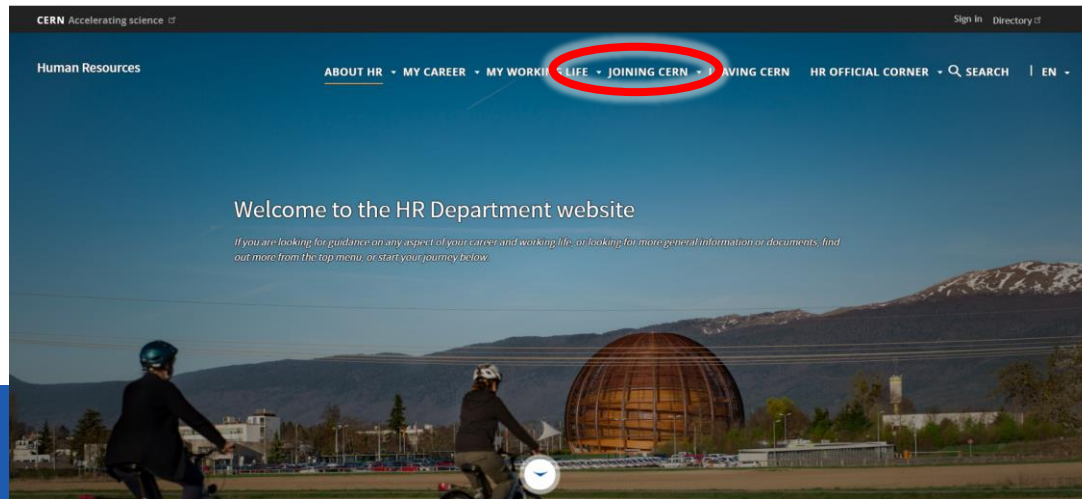 CERN Accelerating science
Sign in Directory
Human Resources
ABOUT HR MY CAREER MY WORKING LIFE JOINING CERN LEAVING CERN HR OFFICIAL CORNER SEARCH | EN
Welcome to the HR Department website
If you are looking for guidance on any aspect of your career and working life, or looking for more general information or documents, find
out more from the top menu, or start your journey below.